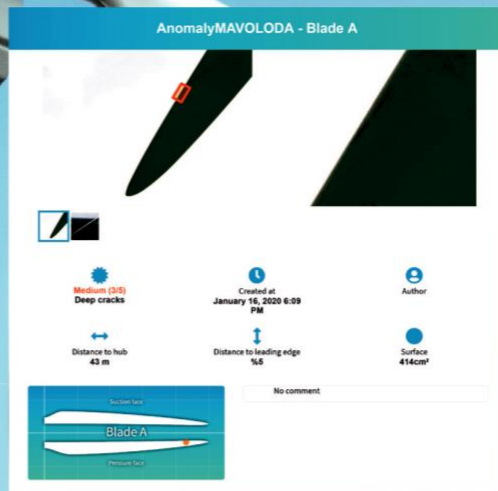 AnomalyMAVOLODA - Blade A
Medium (3/5)
Deep cracks
Created at
January 16, 2020 6:09
PM
Author
Distance to hub
43 m
Distance to leading edge
%5
Surface
414cm²
Suction face
Blade A
Pressure face
No comment